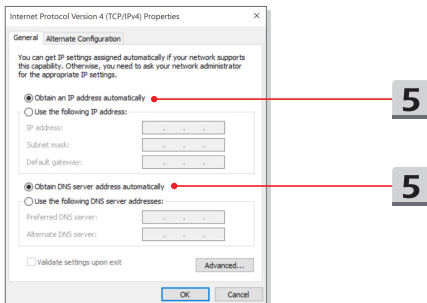 Internet Protocol Version 4 (TCP/IPv4) Properties
General Alternate Configuration
You can get IP settings assigned automatically if your network supports
this capability. Otherwise, you need to ask your network administrator
for the appropriate IP settings.
Obtain an IP address automatically
5
Use the following IP address:
IP address:
Subnet mask:
Default gateway:
Obtain DNS server address automatically
5
Use the following DNS server addresses:
Preferred DNS server:
Alternate DNS server:
Validate settings upon exit
Advanced...
OK Cancel